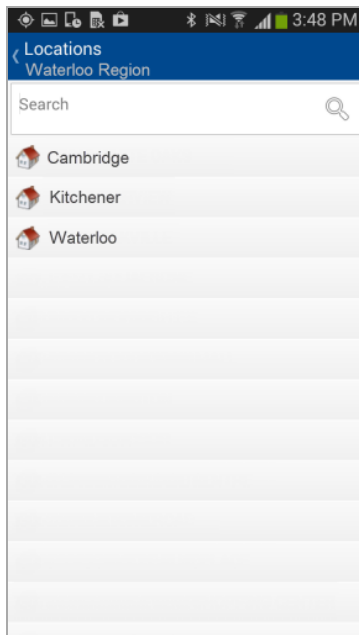 3:48 PM
Locations
Waterloo Region
Search
Cambridge
Kitchener
Waterloo